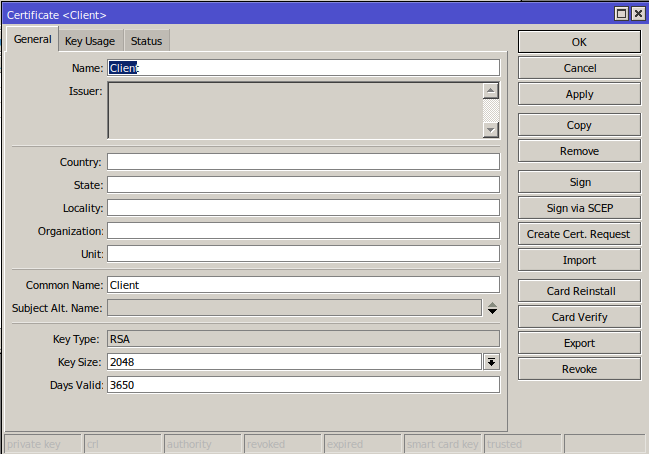 Certificate <Client>
General Key Usage Status
Name: Client
Issuer:
Country:
State:
Locality:
Organization:
Unit:
Common Name: Client
Subject Alt. Name:
Key Type: RSA
Key Size: 2048
Days Valid: 3650
OK
Cancel
Apply
Copy
Remove
Sign
Sign via SCEP
Create Cert. Request
Import
Card Reinstall
Card Verify
Export
Revoke
private key crl authority revoked expired smart card key trusted